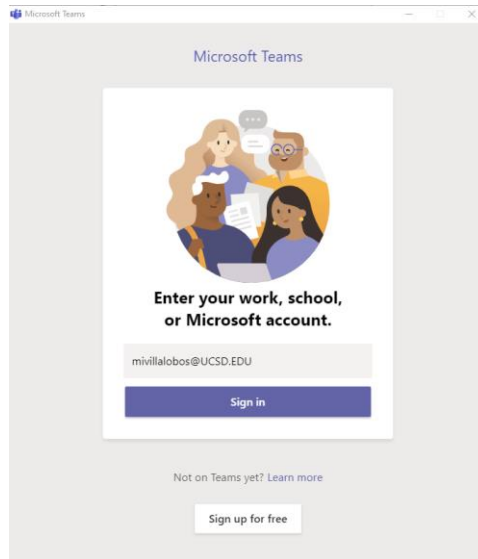 Microsoft Teams
Microsoft Teams
Enter your work, school,
or Microsoft account.
mivillalobos@UCSD.EDU
Sign in
Not on Teams yet? Learn more
Sign up for free